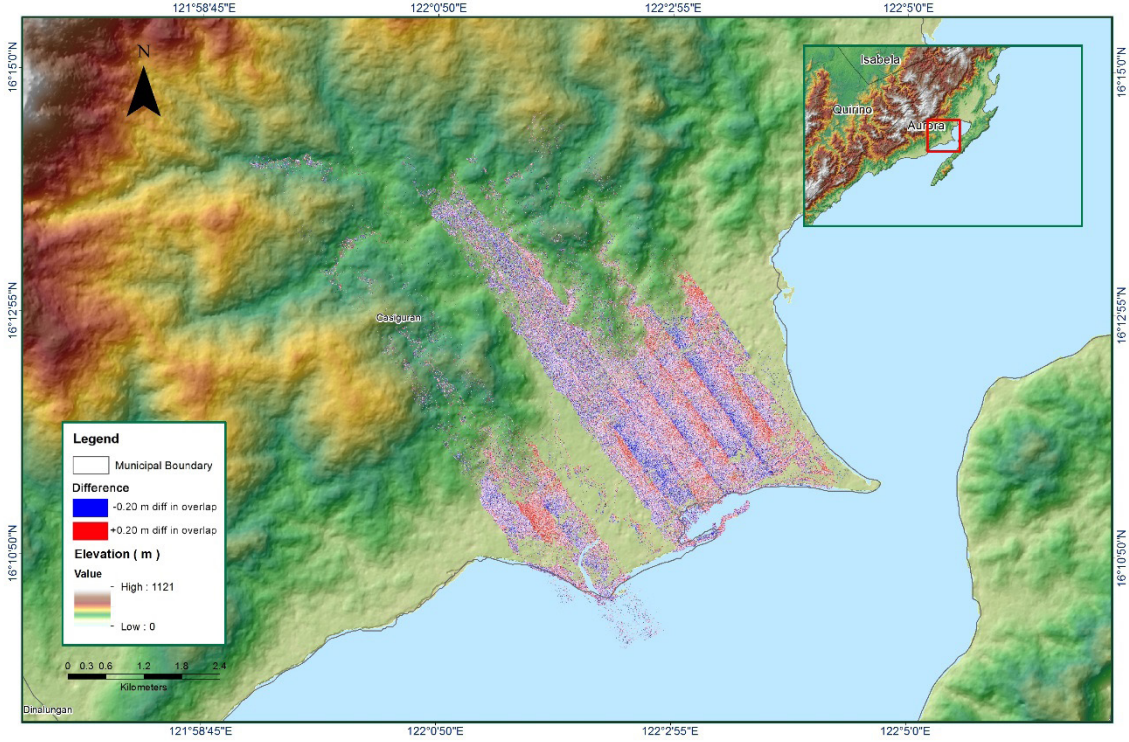 121°58'45"E 122°0'50"E 122°2'55"E 122°5'0"E
16°15'0"N
16°15'0"N
N
Isabela
Quirino
Aurora
16°12'55"N
16°12'55"N
Casiguran
Legend
Municipal Boundary
Difference
-0.20 m diff in overlap
+0.20 m diff in overlap
Elevation ( m )
Value
High : 1121
Low : 0
16°10'50"N
16°10'50"N
0 0.3 0.6 1.2 1.8 2.4
Kilometers
Dinalungan
121°58'45"E 122°0'50"E 122°2'55"E 122°5'0"E